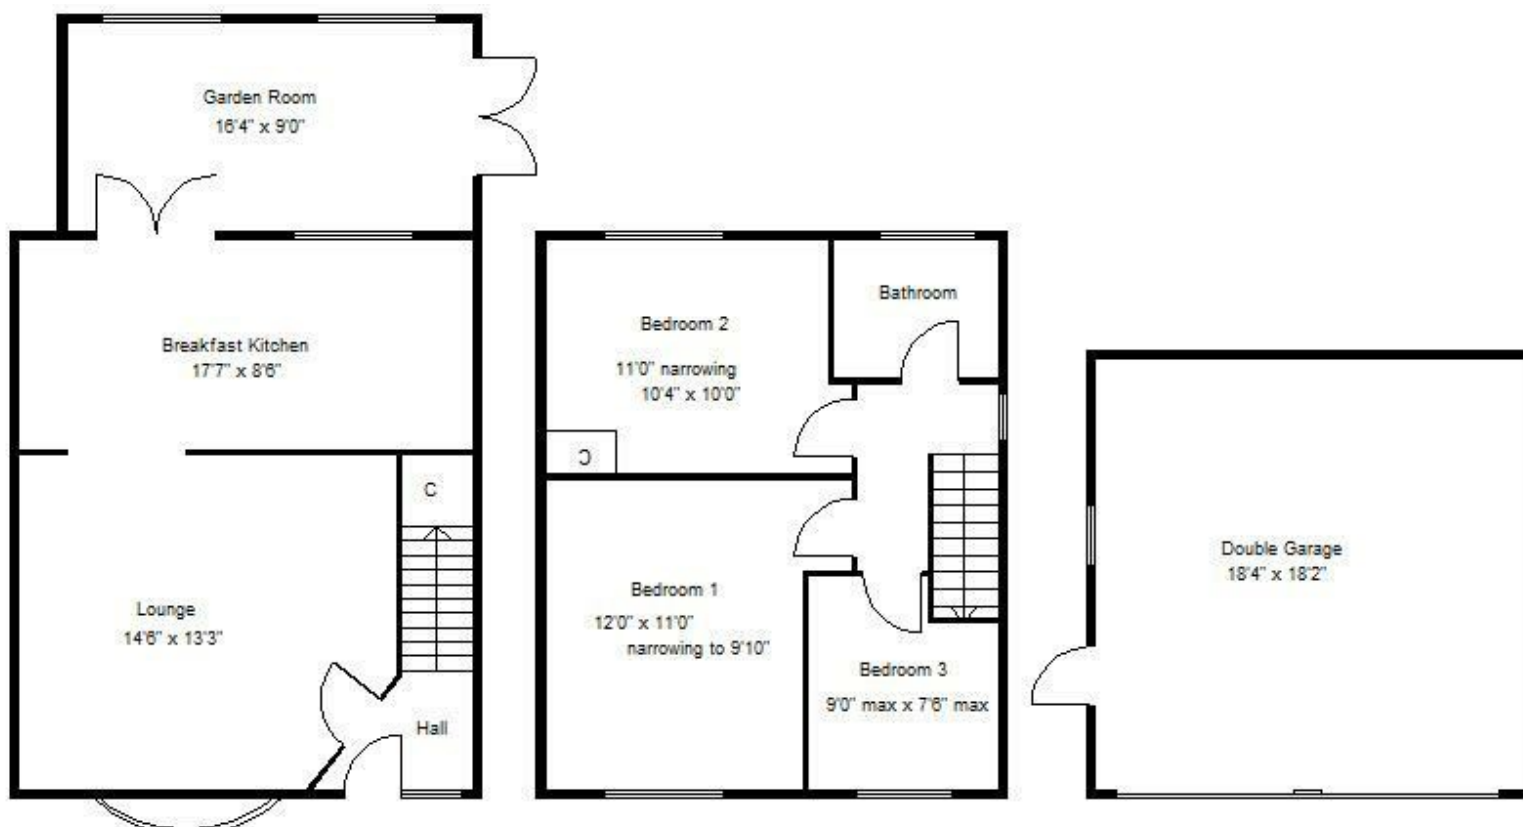 Garden Room
16'4" x 9'0"
Breakfast Kitchen
17'7" x 8'6"
C
Lounge
14'6" x 13'3"
Hall
Bathroom
Bedroom 2
11'0" narrowing
10'4" x 10'0"
C
Bedroom 1
12'0" x 11'0"
narrowing to 9'10"
Bedroom 3
9'0" max x 7'6" max
Double Garage
18'4" x 18'2"